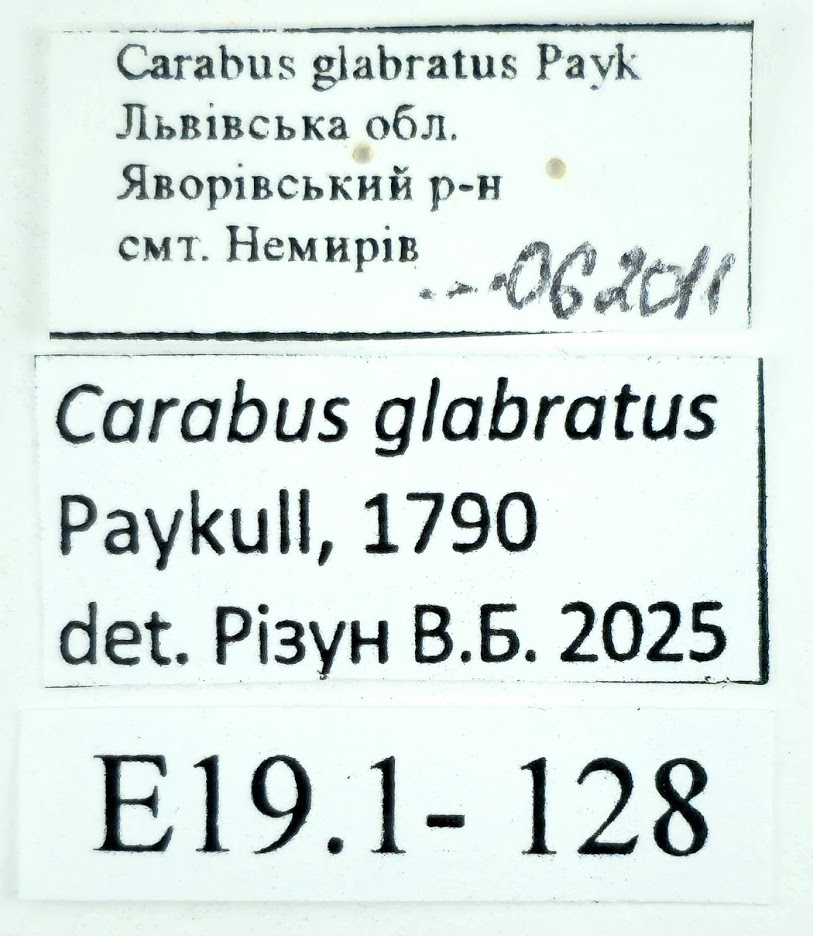 Carabus glabratus Payk
Львівська обл.
Яворівський р-н
смт. Немирів
...06 2011
Carabus glabratus
Paykull, 1790
det. Різун В.Б. 2025
E19.1- 128